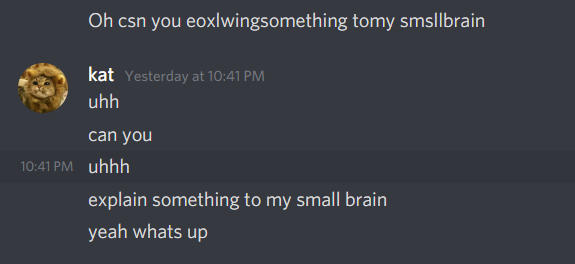 Oh csn you eoxlwingsomething tomy smsllbrain
kat Yesterday at 10:41 PM
uhh
can you
10:41 PM uhhh
explain something to my small brain
yeah whats up